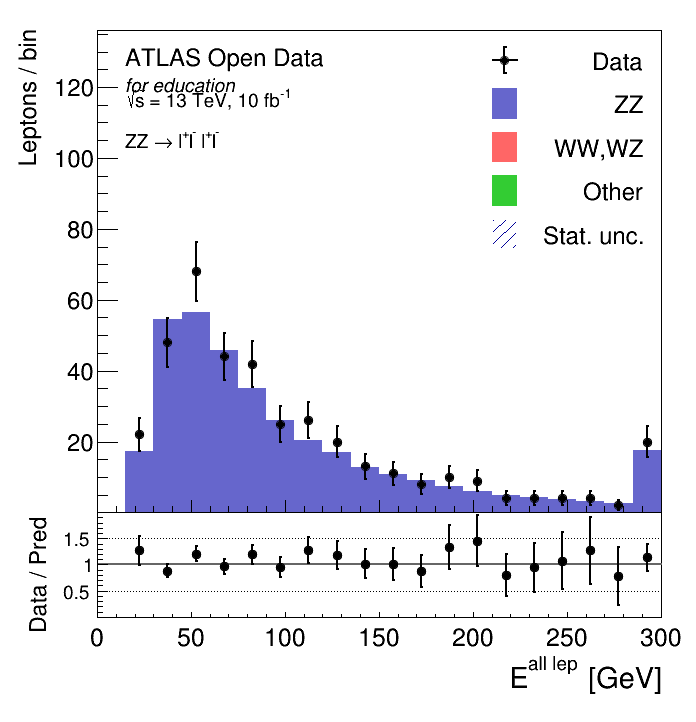 Leptons / bin
ATLAS Open Data
for education
√s = 13 TeV, 10 fb⁻¹
ZZ → l⁺l⁻ l⁺l⁻
Data
ZZ
WW,WZ
Other
Stat. unc.
120
100
80
60
40
20
Data / Pred
1.5
1
0.5
0 50 100 150 200 250 300
E^all lep [GeV]